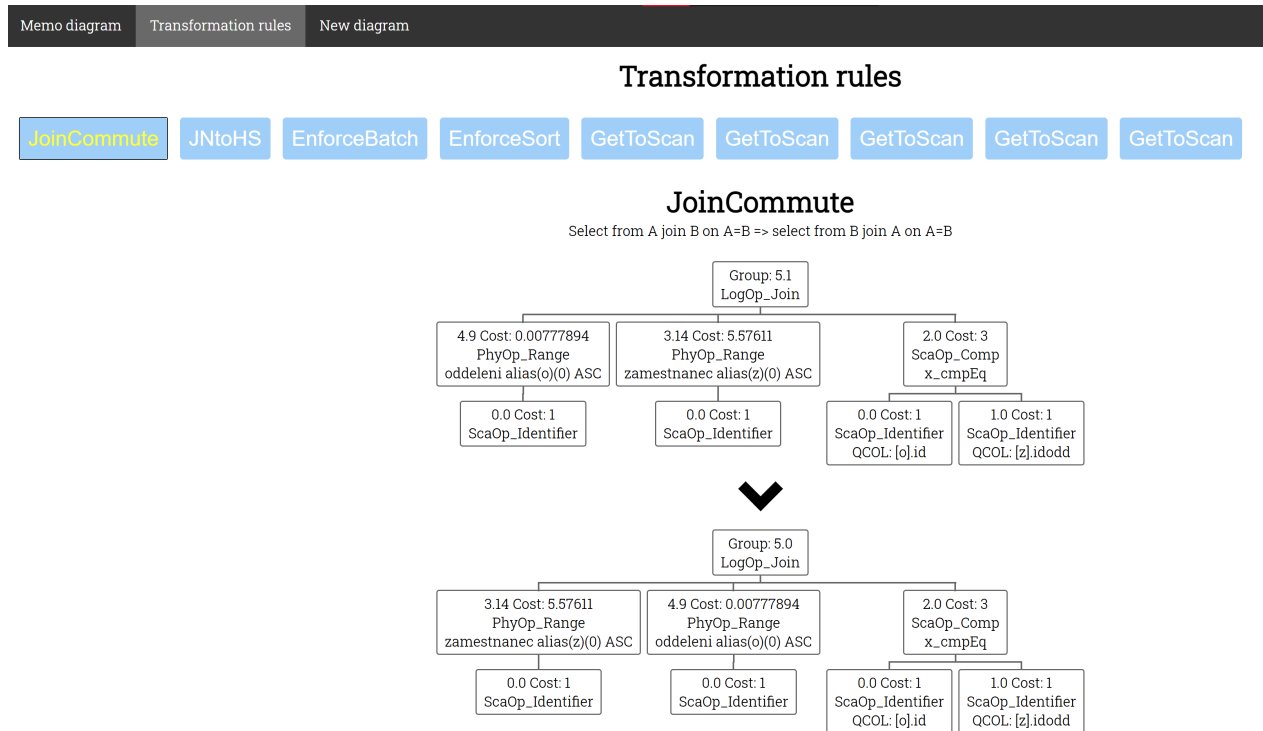 Memo diagram Transformation rules New diagram
Transformation rules
JoinCommute JNtoHS EnforceBatch EnforceSort GetToScan GetToScan GetToScan GetToScan GetToScan
JoinCommute
Select from A join B on A=B => select from B join A on A=B
Group: 5.1
LogOp_Join
4.9 Cost: 0.00777894
PhyOp_Range
oddeleni alias(o)(0) ASC
3.14 Cost: 5.57611
PhyOp_Range
zamestnanec alias(z)(0) ASC
2.0 Cost: 3
ScaOp_Comp
x_cmpEq
0.0 Cost: 1
ScaOp_Identifier
0.0 Cost: 1
ScaOp_Identifier
0.0 Cost: 1
ScaOp_Identifier
QCOL: [o].id
1.0 Cost: 1
ScaOp_Identifier
QCOL: [z].idodd
Group: 5.0
LogOp_Join
3.14 Cost: 5.57611
PhyOp_Range
zamestnanec alias(z)(0) ASC
4.9 Cost: 0.00777894
PhyOp_Range
oddeleni alias(o)(0) ASC
2.0 Cost: 3
ScaOp_Comp
x_cmpEq
0.0 Cost: 1
ScaOp_Identifier
0.0 Cost: 1
ScaOp_Identifier
0.0 Cost: 1
ScaOp_Identifier
QCOL: [o].id
1.0 Cost: 1
ScaOp_Identifier
QCOL: [z].idodd